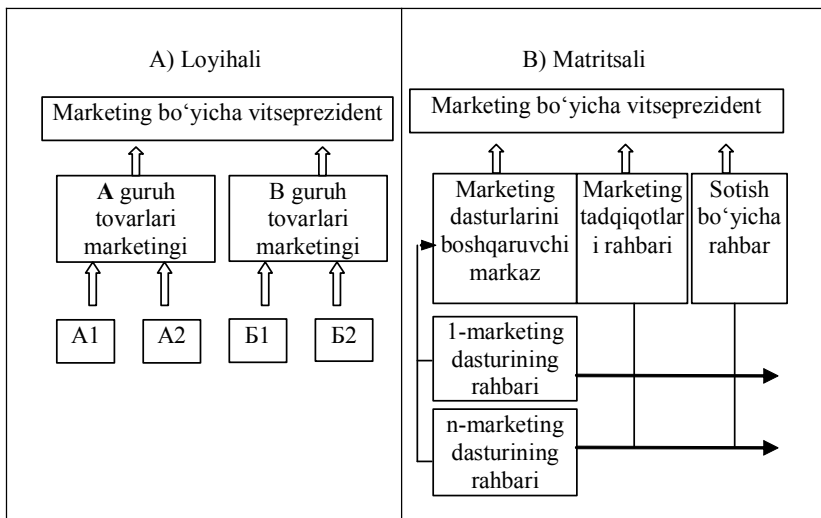 A) Loyihali
Marketing bo‘yicha vitseprezident
A guruh
tovarlari
marketingi
B guruh
tovarlari
marketingi
A1
A2
Б1
Б2
B) Matritsali
Marketing bo‘yicha vitseprezident
Marketing
dasturlarini
boshqaruvchi
markaz
Marketing
tadqiqotlar
i rahbari
Sotish
bo‘yicha
rahbar
1-marketing
dasturining
rahbari
n-marketing
dasturining
rahbari